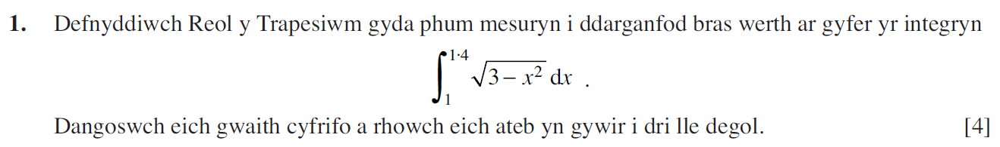 1. Defnyddiwch Reol y Trapesiwm gyda phum mesuryn i ddarganfod bras werth ar gyfer yr integryn
∫₁^{1·4} √(3 – x²) dx .
Dangoswch eich gwaith cyfrifo a rhowch eich ateb yn gywir i dri lle degol. [4]